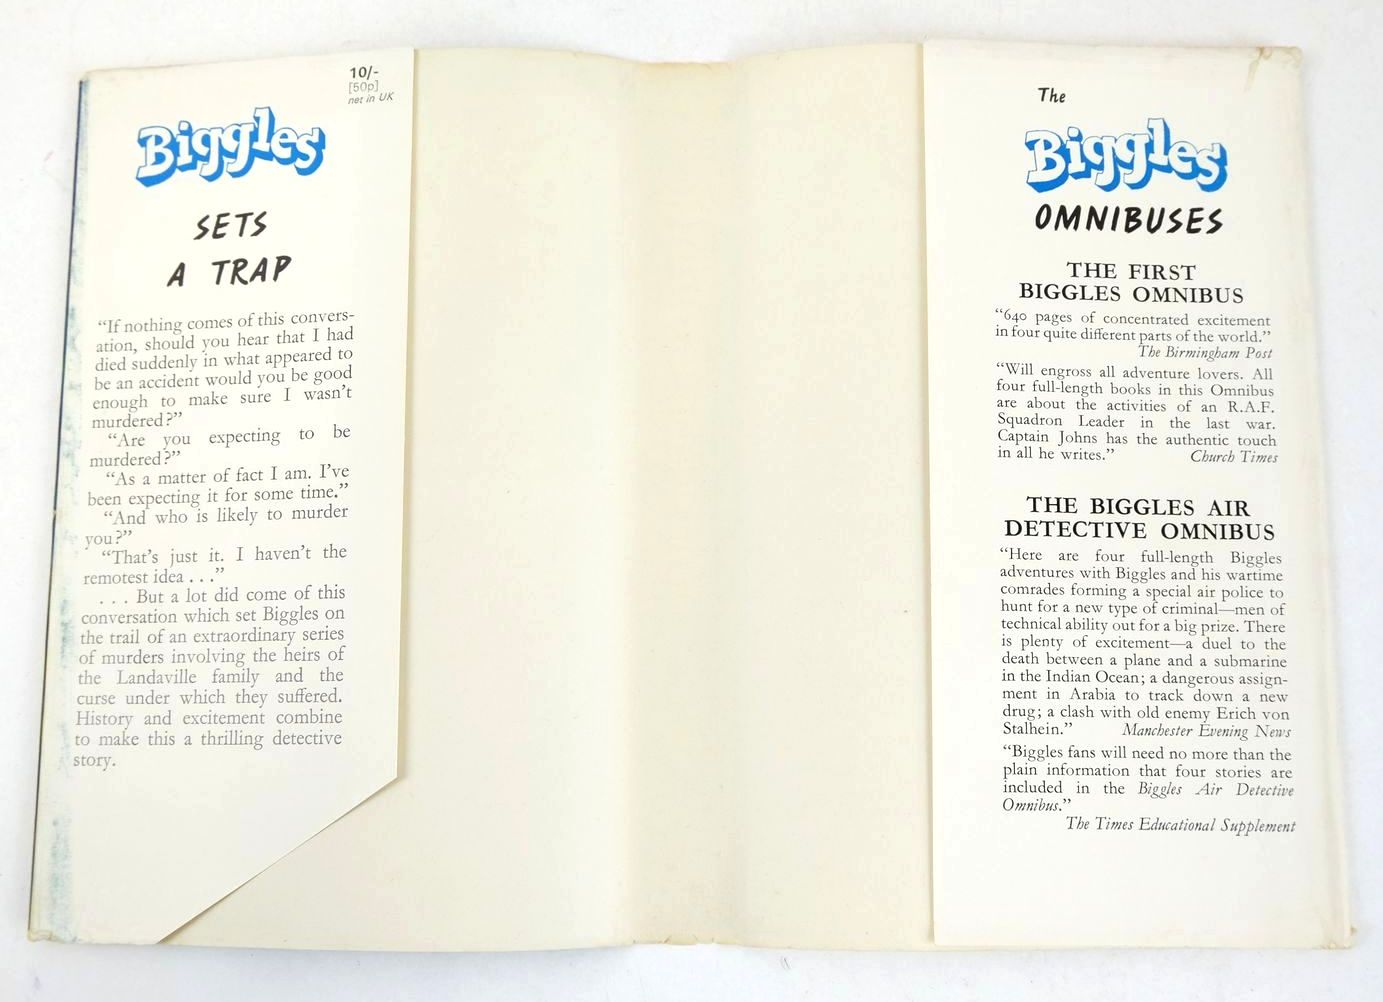 10/-
[50p]
net in UK
Biggles
SETS
A TRAP
“If nothing comes of this convers-
ation, should you hear that I had
died suddenly in what appeared to
be an accident would you be good
enough to make sure I wasn’t
murdered?”
“Are you expecting to be
murdered?”
“As a matter of fact I am. I’ve
been expecting it for some time.”
“And who is likely to murder
you?”
“That’s just it. I haven’t the
remotest idea . . .”
. . . But a lot did come of this
conversation which set Biggles on
the trail of an extraordinary series
of murders involving the heirs of
the Landaville family and the
curse under which they suffered.
History and excitement combine
to make this a thrilling detective
story.
The
Biggles
OMNIBUSES
THE FIRST
BIGGLES OMNIBUS
“640 pages of concentrated excitement
in four quite different parts of the world.”
The Birmingham Post
“Will engross all adventure lovers. All
four full-length books in this Omnibus
are about the activities of an R.A.F.
Squadron Leader in the last war.
Captain Johns has the authentic touch
in all he writes.” Church Times
THE BIGGLES AIR
DETECTIVE OMNIBUS
“Here are four full-length Biggles
adventures with Biggles and his wartime
comrades forming a special air police to
hunt for a new type of criminal—men of
technical ability out for a big prize. There
is plenty of excitement—a duel to the
death between a plane and a submarine
in the Indian Ocean; a dangerous assign-
ment in Arabia to track down a new
drug; a clash with old enemy Erich von
Stalhein.” Manchester Evening News
“Biggles fans will need no more than the
plain information that four stories are
included in the Biggles Air Detective
Omnibus.”
The Times Educational Supplement